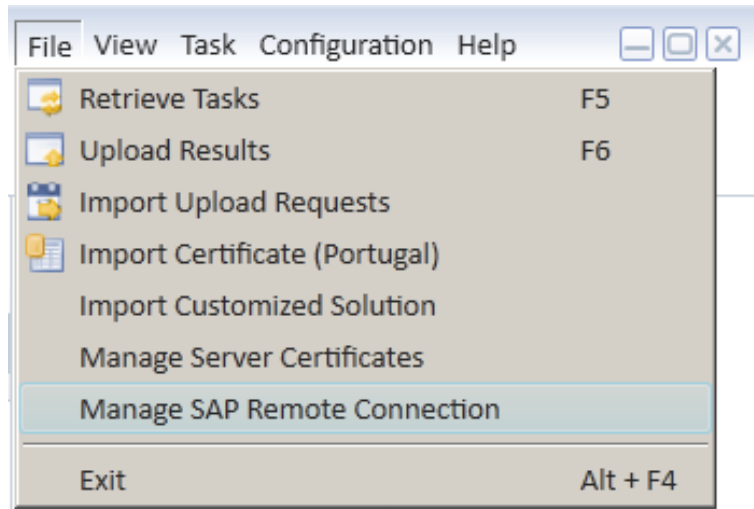 File View Task Configuration Help
Retrieve Tasks F5
Upload Results F6
Import Upload Requests
Import Certificate (Portugal)
Import Customized Solution
Manage Server Certificates
Manage SAP Remote Connection
Exit Alt + F4